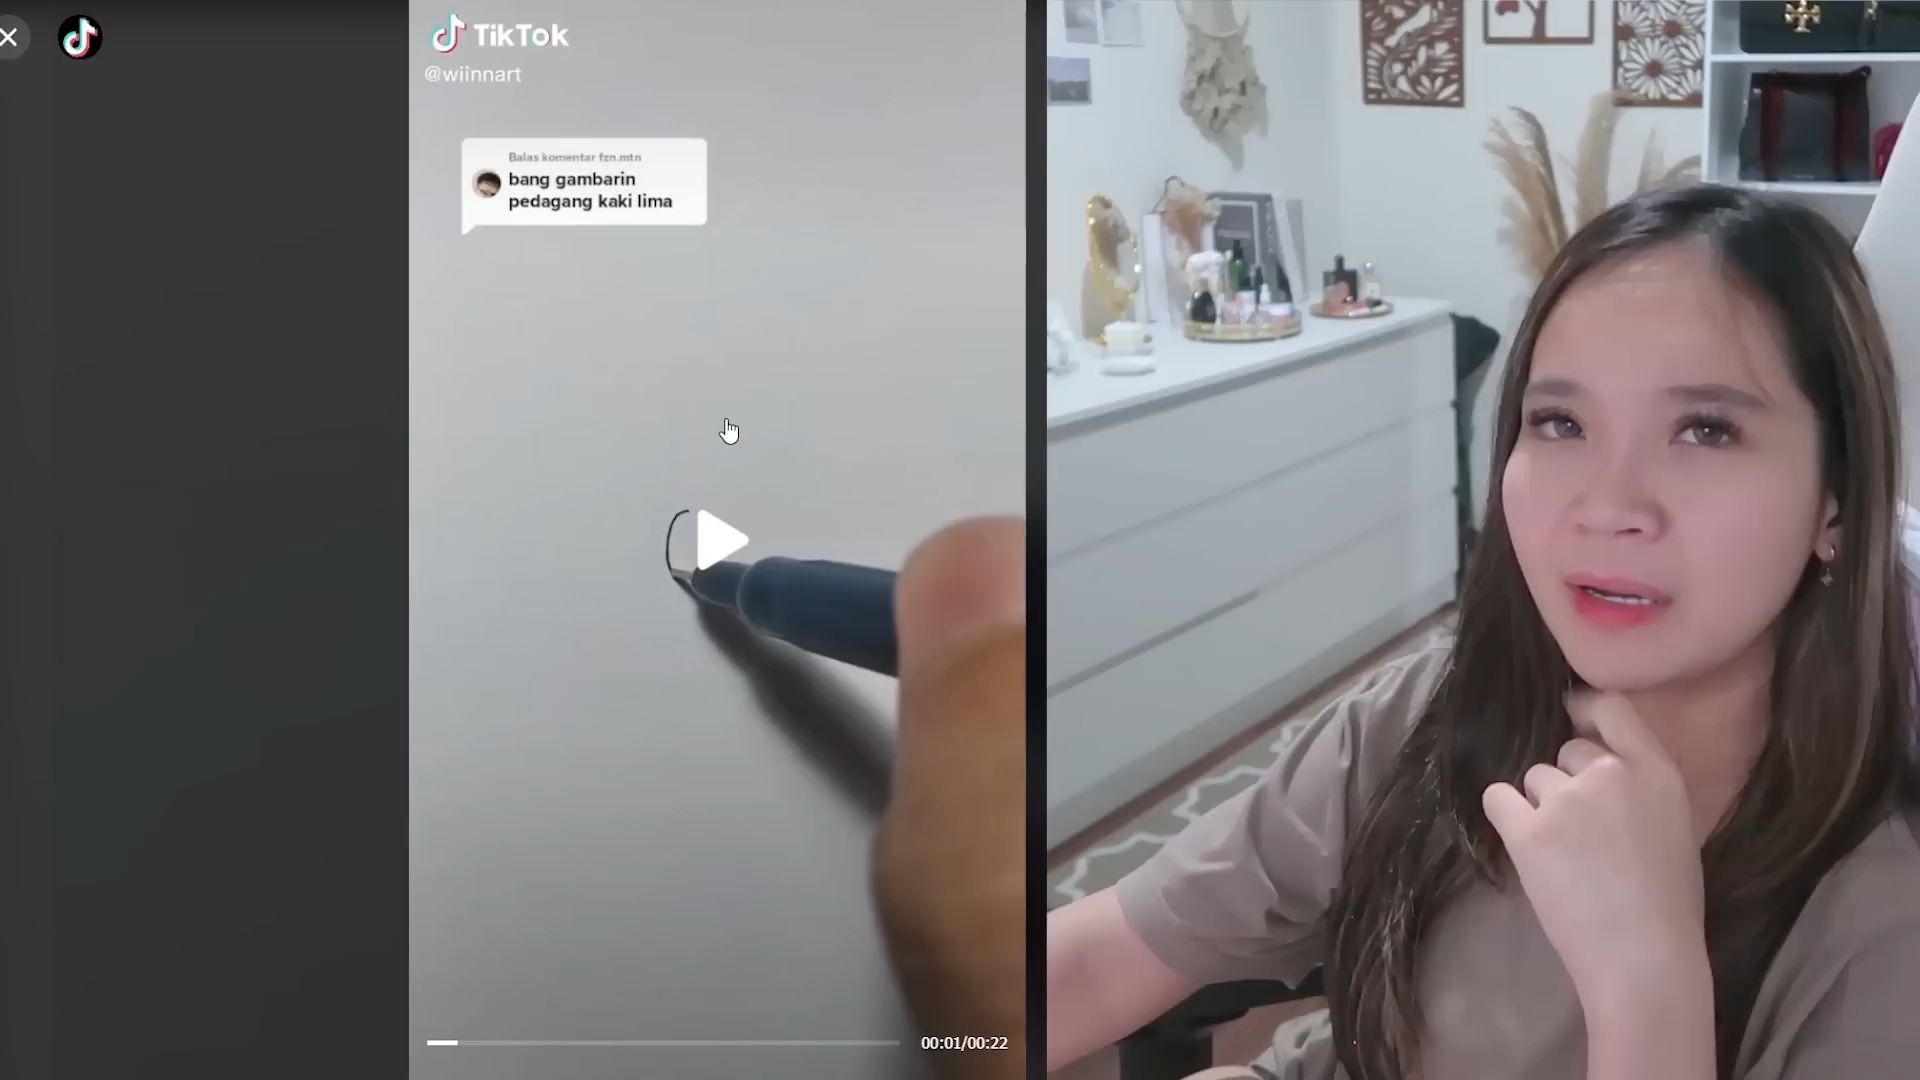 TikTok
@wiinnart
Balas komentar fzn.mtn
bang gambarin
pedagang kaki lima
00:01/00:22